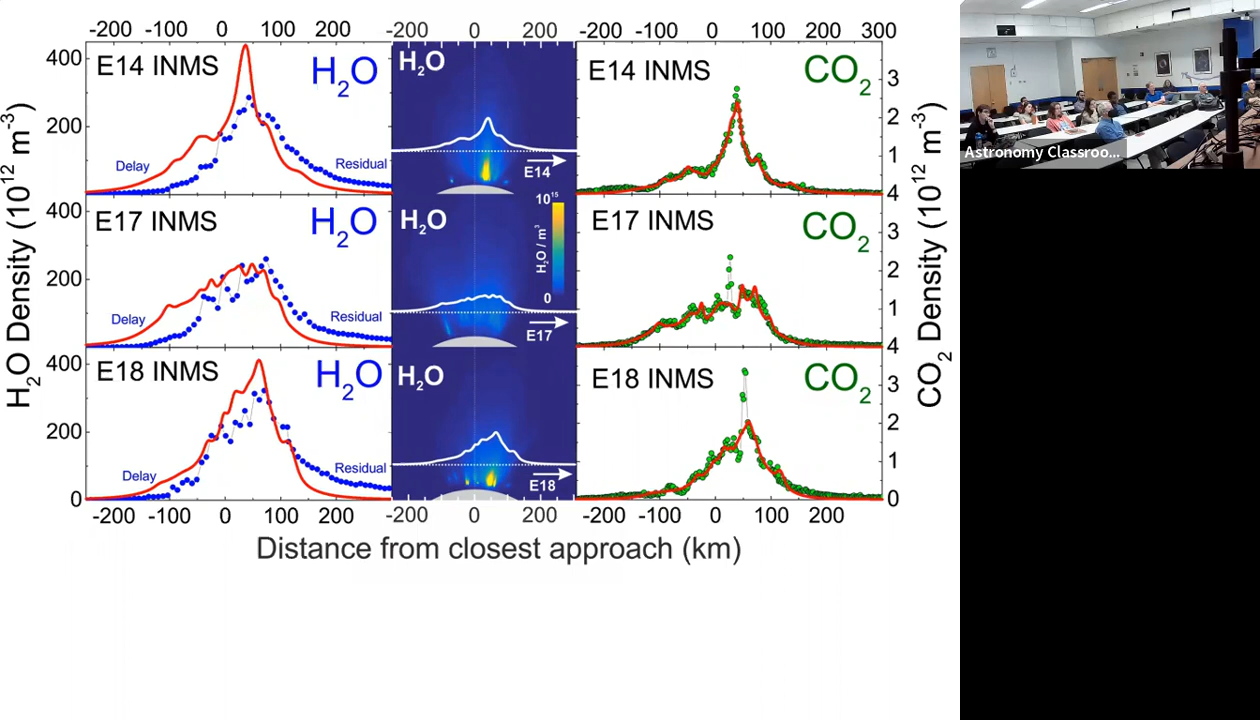 -200 -100 0 100 200
-200 0 200
-200 -100 0 100 200 300
H2O Density (10^12 m^-3)
400
200
E14 INMS
H2O
Delay
Residual
H2O
E14
E14 INMS
CO2
3
2
1
4
400
200
E17 INMS
H2O
Delay
Residual
H2O
10^15
H2O / m^3
0
E17
E17 INMS
CO2
3
2
1
4
400
200
0
E18 INMS
H2O
Delay
Residual
H2O
E18
E18 INMS
CO2
3
2
1
0
CO2 Density (10^12 m^-3)
-200 -100 0 100 200
-200 0 200
-200 -100 0 100 200
Distance from closest approach (km)
Astronomy Classroo...